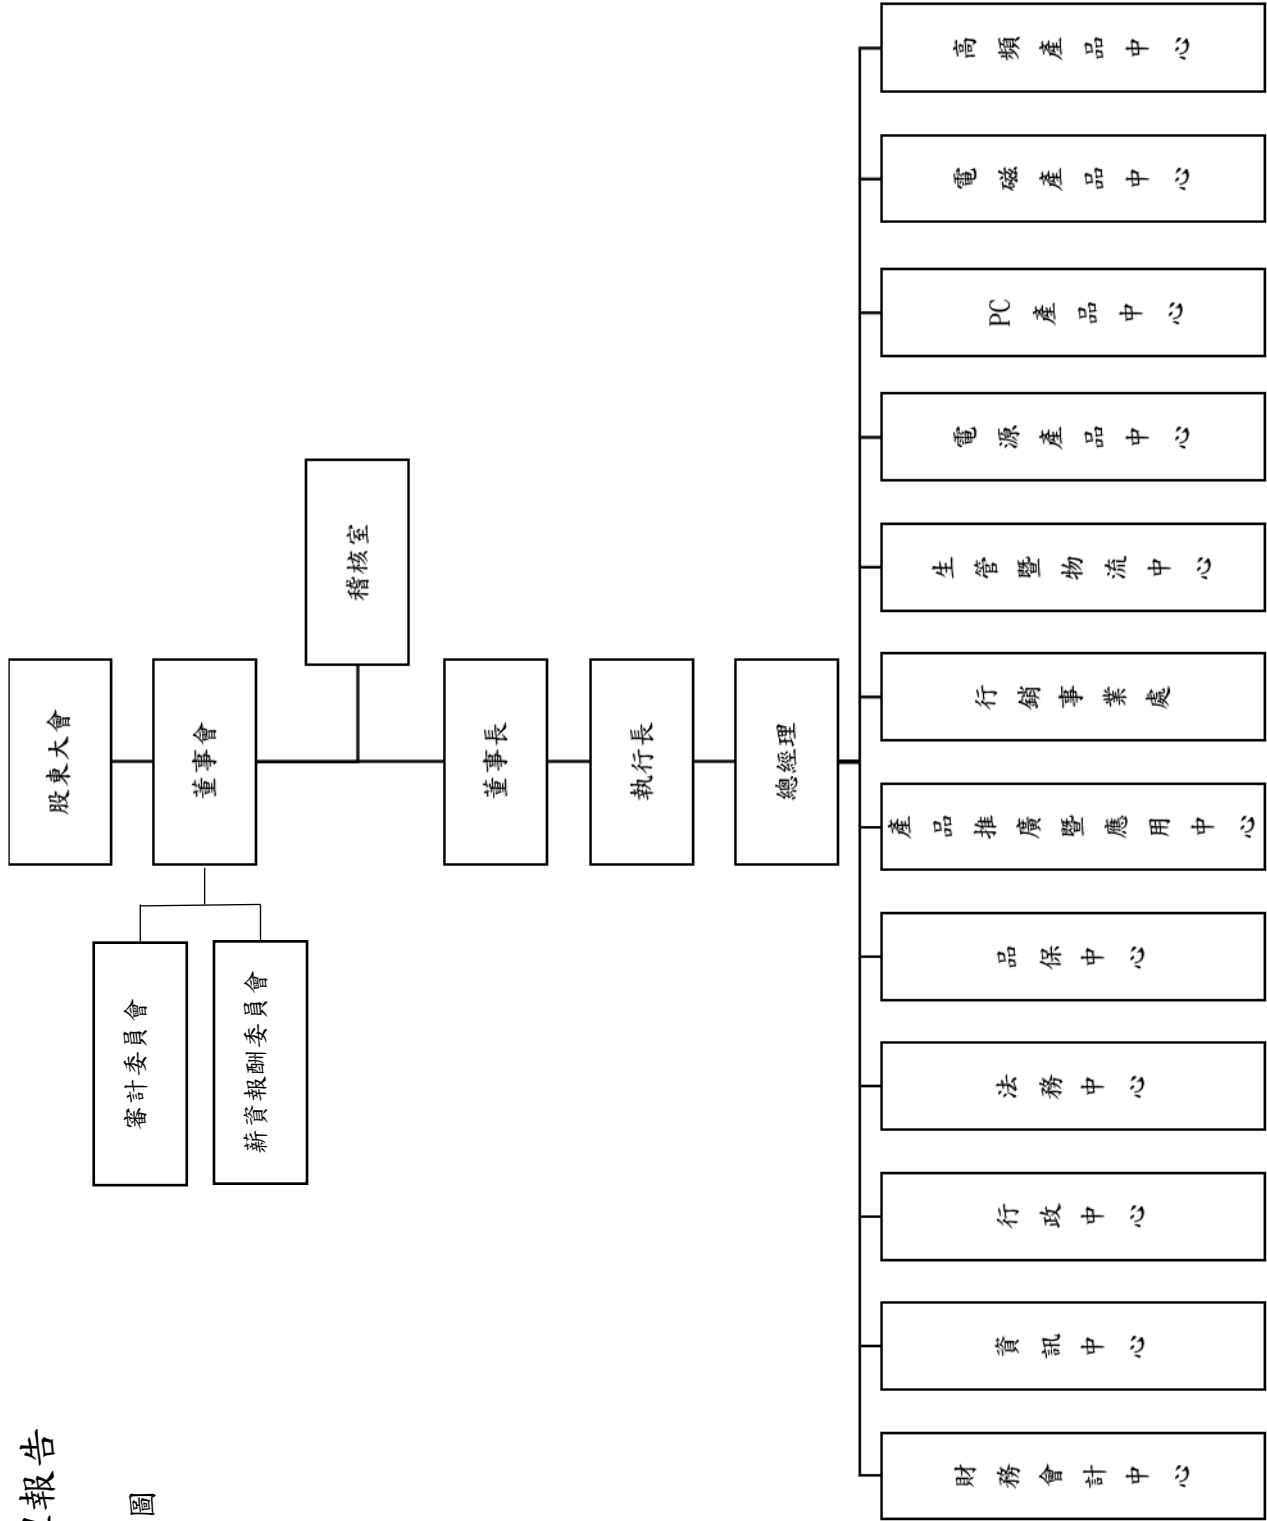 報告
圖
股東大會
董事會
審計委員會
薪資報酬委員會
稽核室
董事長
執行長
總經理
財務會計中心
資訊中心
行政中心
法務中心
品保中心
產品推廣暨應用中心
行銷事業處
生管暨物流中心
電源產品中心
PC產品中心
電磁產品中心
高頻產品中心